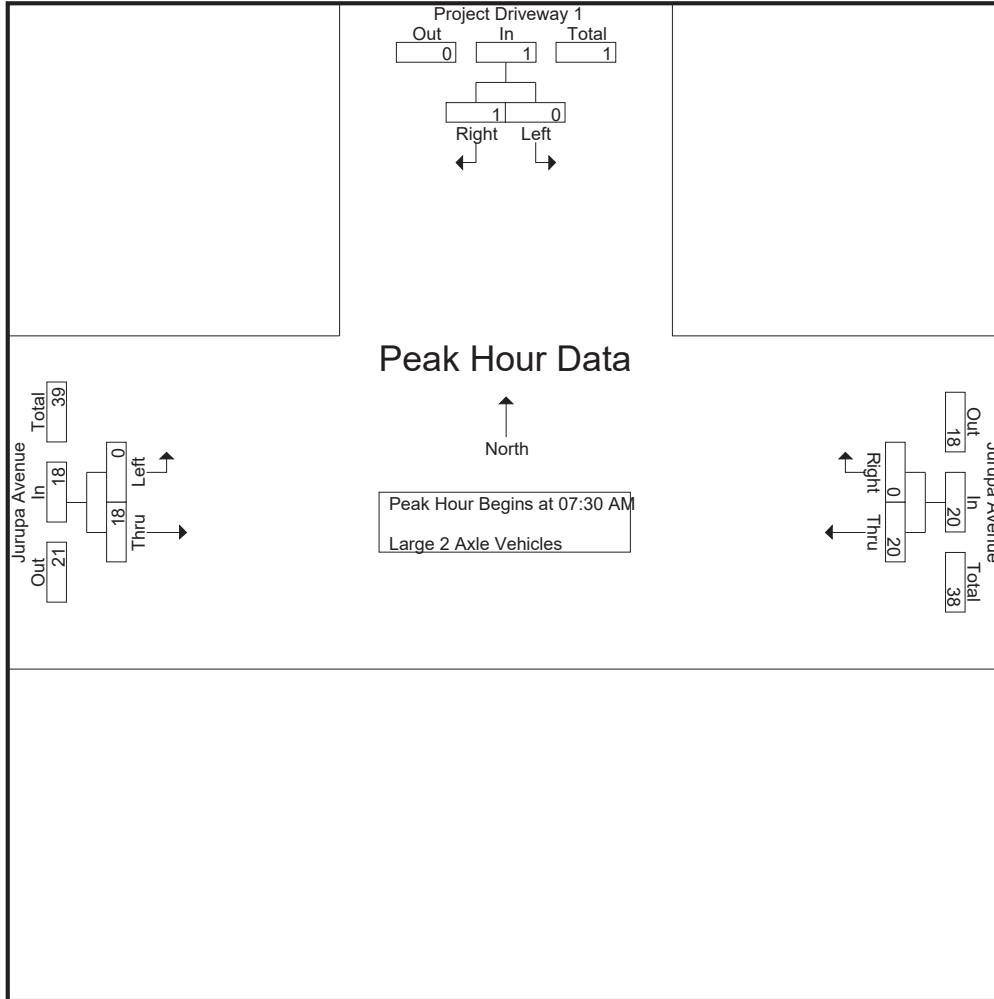 Project Driveway 1
Out In Total
0 1 1
1 0
Right Left
Peak Hour Data
North
Peak Hour Begins at 07:30 AM
Large 2 Axle Vehicles
Jurupa Avenue
Out In Total
21 18 39
18 0
Thru Left
Jurupa Avenue
Out In Total
18 20 38
0 20
Right Thru